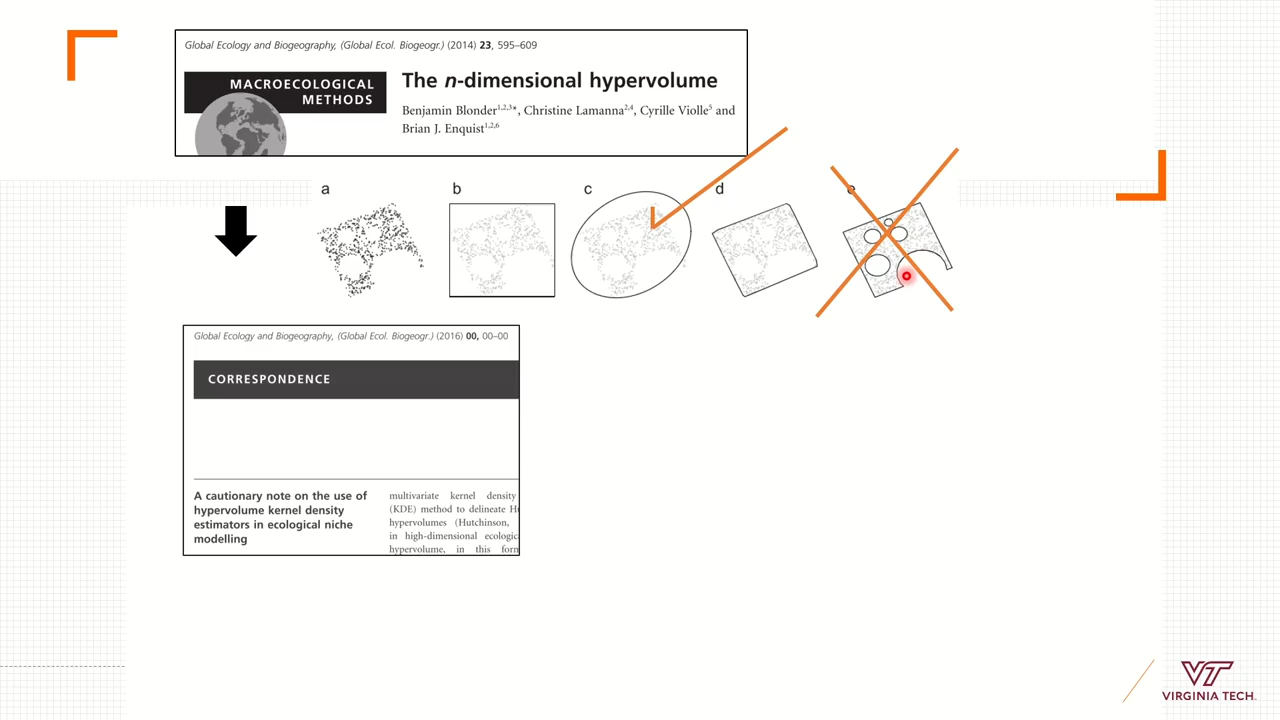 Global Ecology and Biogeography, (Global Ecol. Biogeogr.) (2014) 23, 595–609
MACROECOLOGICAL
METHODS
The n-dimensional hypervolume
Benjamin Blonder1,2,3*, Christine Lamanna2,4, Cyrille Violle5 and
Brian J. Enquist1,2,6
a b c d e
Global Ecology and Biogeography, (Global Ecol. Biogeogr.) (2016) 00, 00–00
CORRESPONDENCE
A cautionary note on the use of
hypervolume kernel density
estimators in ecological niche
modelling
multivariate kernel density
(KDE) method to delineate
hypervolumes (Hutchinson,
in high-dimensional
hypervolume, in this
VT
VIRGINIA TECH